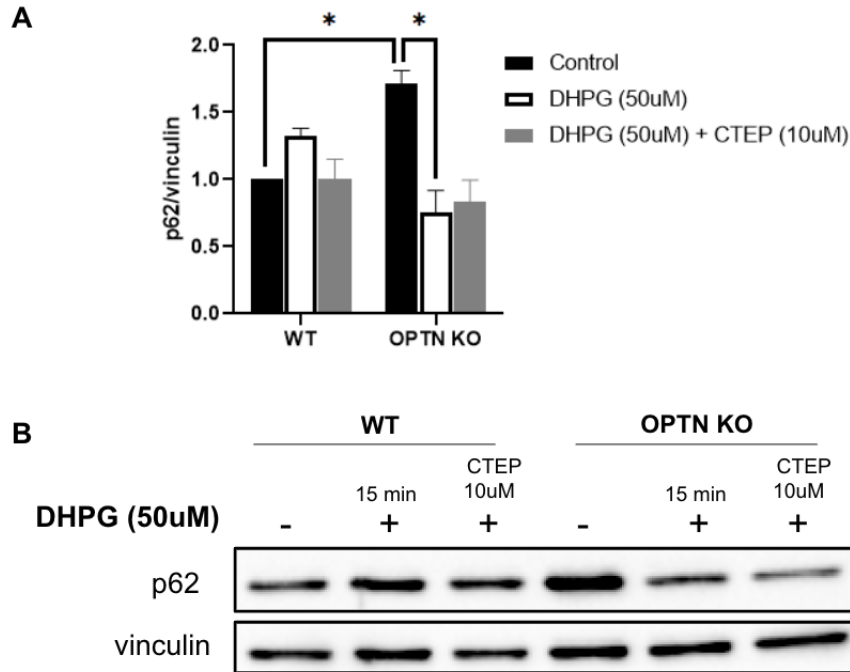 A
* *
2.0
1.5
1.0
0.5
0.0
p62/vinculin
WT OPTN KO
Control
DHPG (50uM)
DHPG (50uM) + CTEP (10uM)
B
WT OPTN KO
15 min CTEP 10uM 15 min CTEP 10uM
DHPG (50uM) - + + - + +
p62
vinculin